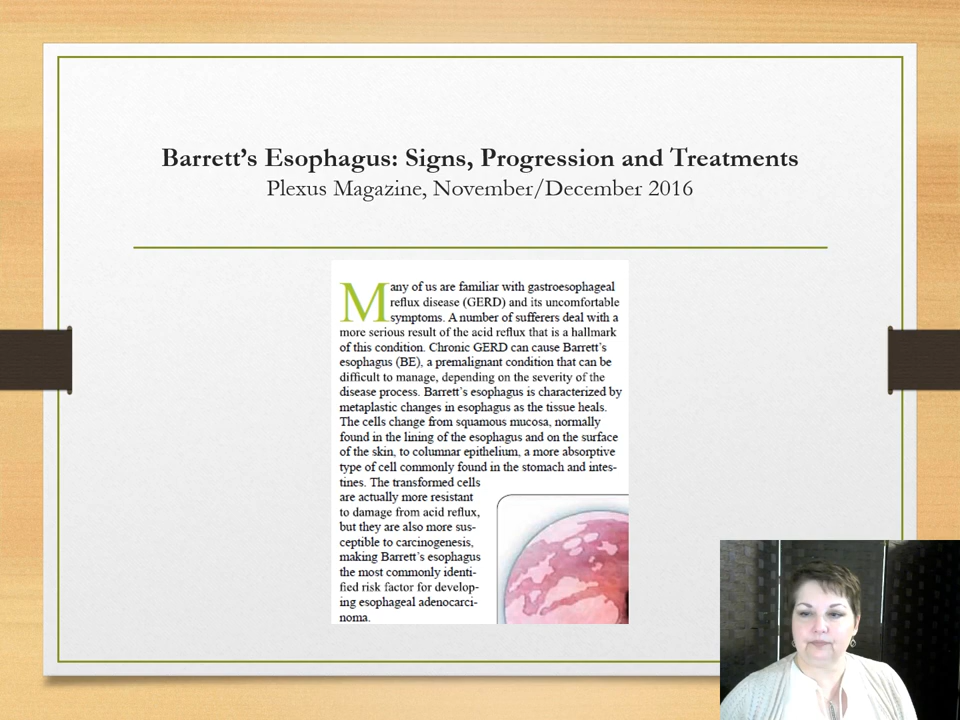 Barrett’s Esophagus: Signs, Progression and Treatments
Plexus Magazine, November/December 2016
Many of us are familiar with gastroesophageal
reflux disease (GERD) and its uncomfortable
symptoms. A number of sufferers deal with a
more serious result of the acid reflux that is a hallmark
of this condition. Chronic GERD can cause Barrett’s
esophagus (BE), a premalignant condition that can be
difficult to manage, depending on the severity of the
disease process. Barrett’s esophagus is characterized by
metaplastic changes in esophagus as the tissue heals.
The cells change from squamous mucosa, normally
found in the lining of the esophagus and on the surface
of the skin, to columnar epithelium, a more absorptive
type of cell commonly found in the stomach and intes-
tines. The transformed cells
are actually more resistant
to damage from acid reflux,
but they are also more sus-
ceptible to carcinogenesis,
making Barrett’s esophagus
the most commonly identi-
fied risk factor for develop-
ing esophageal adenocarci-
noma.